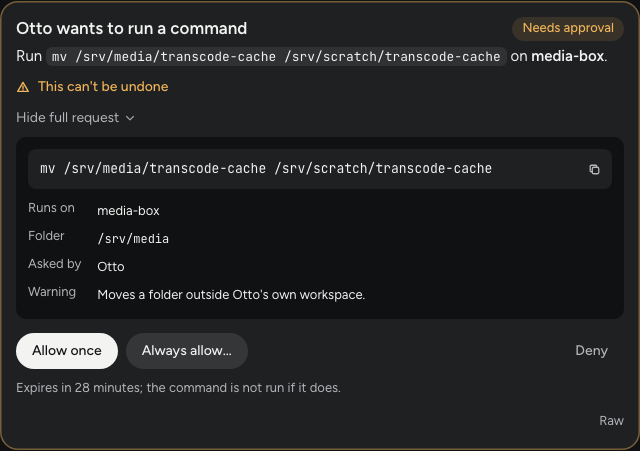 Otto wants to run a command
Needs approval
Run mv /srv/media/transcode-cache /srv/scratch/transcode-cache on media-box.
This can't be undone
Hide full request
mv /srv/media/transcode-cache /srv/scratch/transcode-cache
Runs on media-box
Folder /srv/media
Asked by Otto
Warning Moves a folder outside Otto's own workspace.
Allow once
Always allow...
Deny
Expires in 28 minutes; the command is not run if it does.
Raw